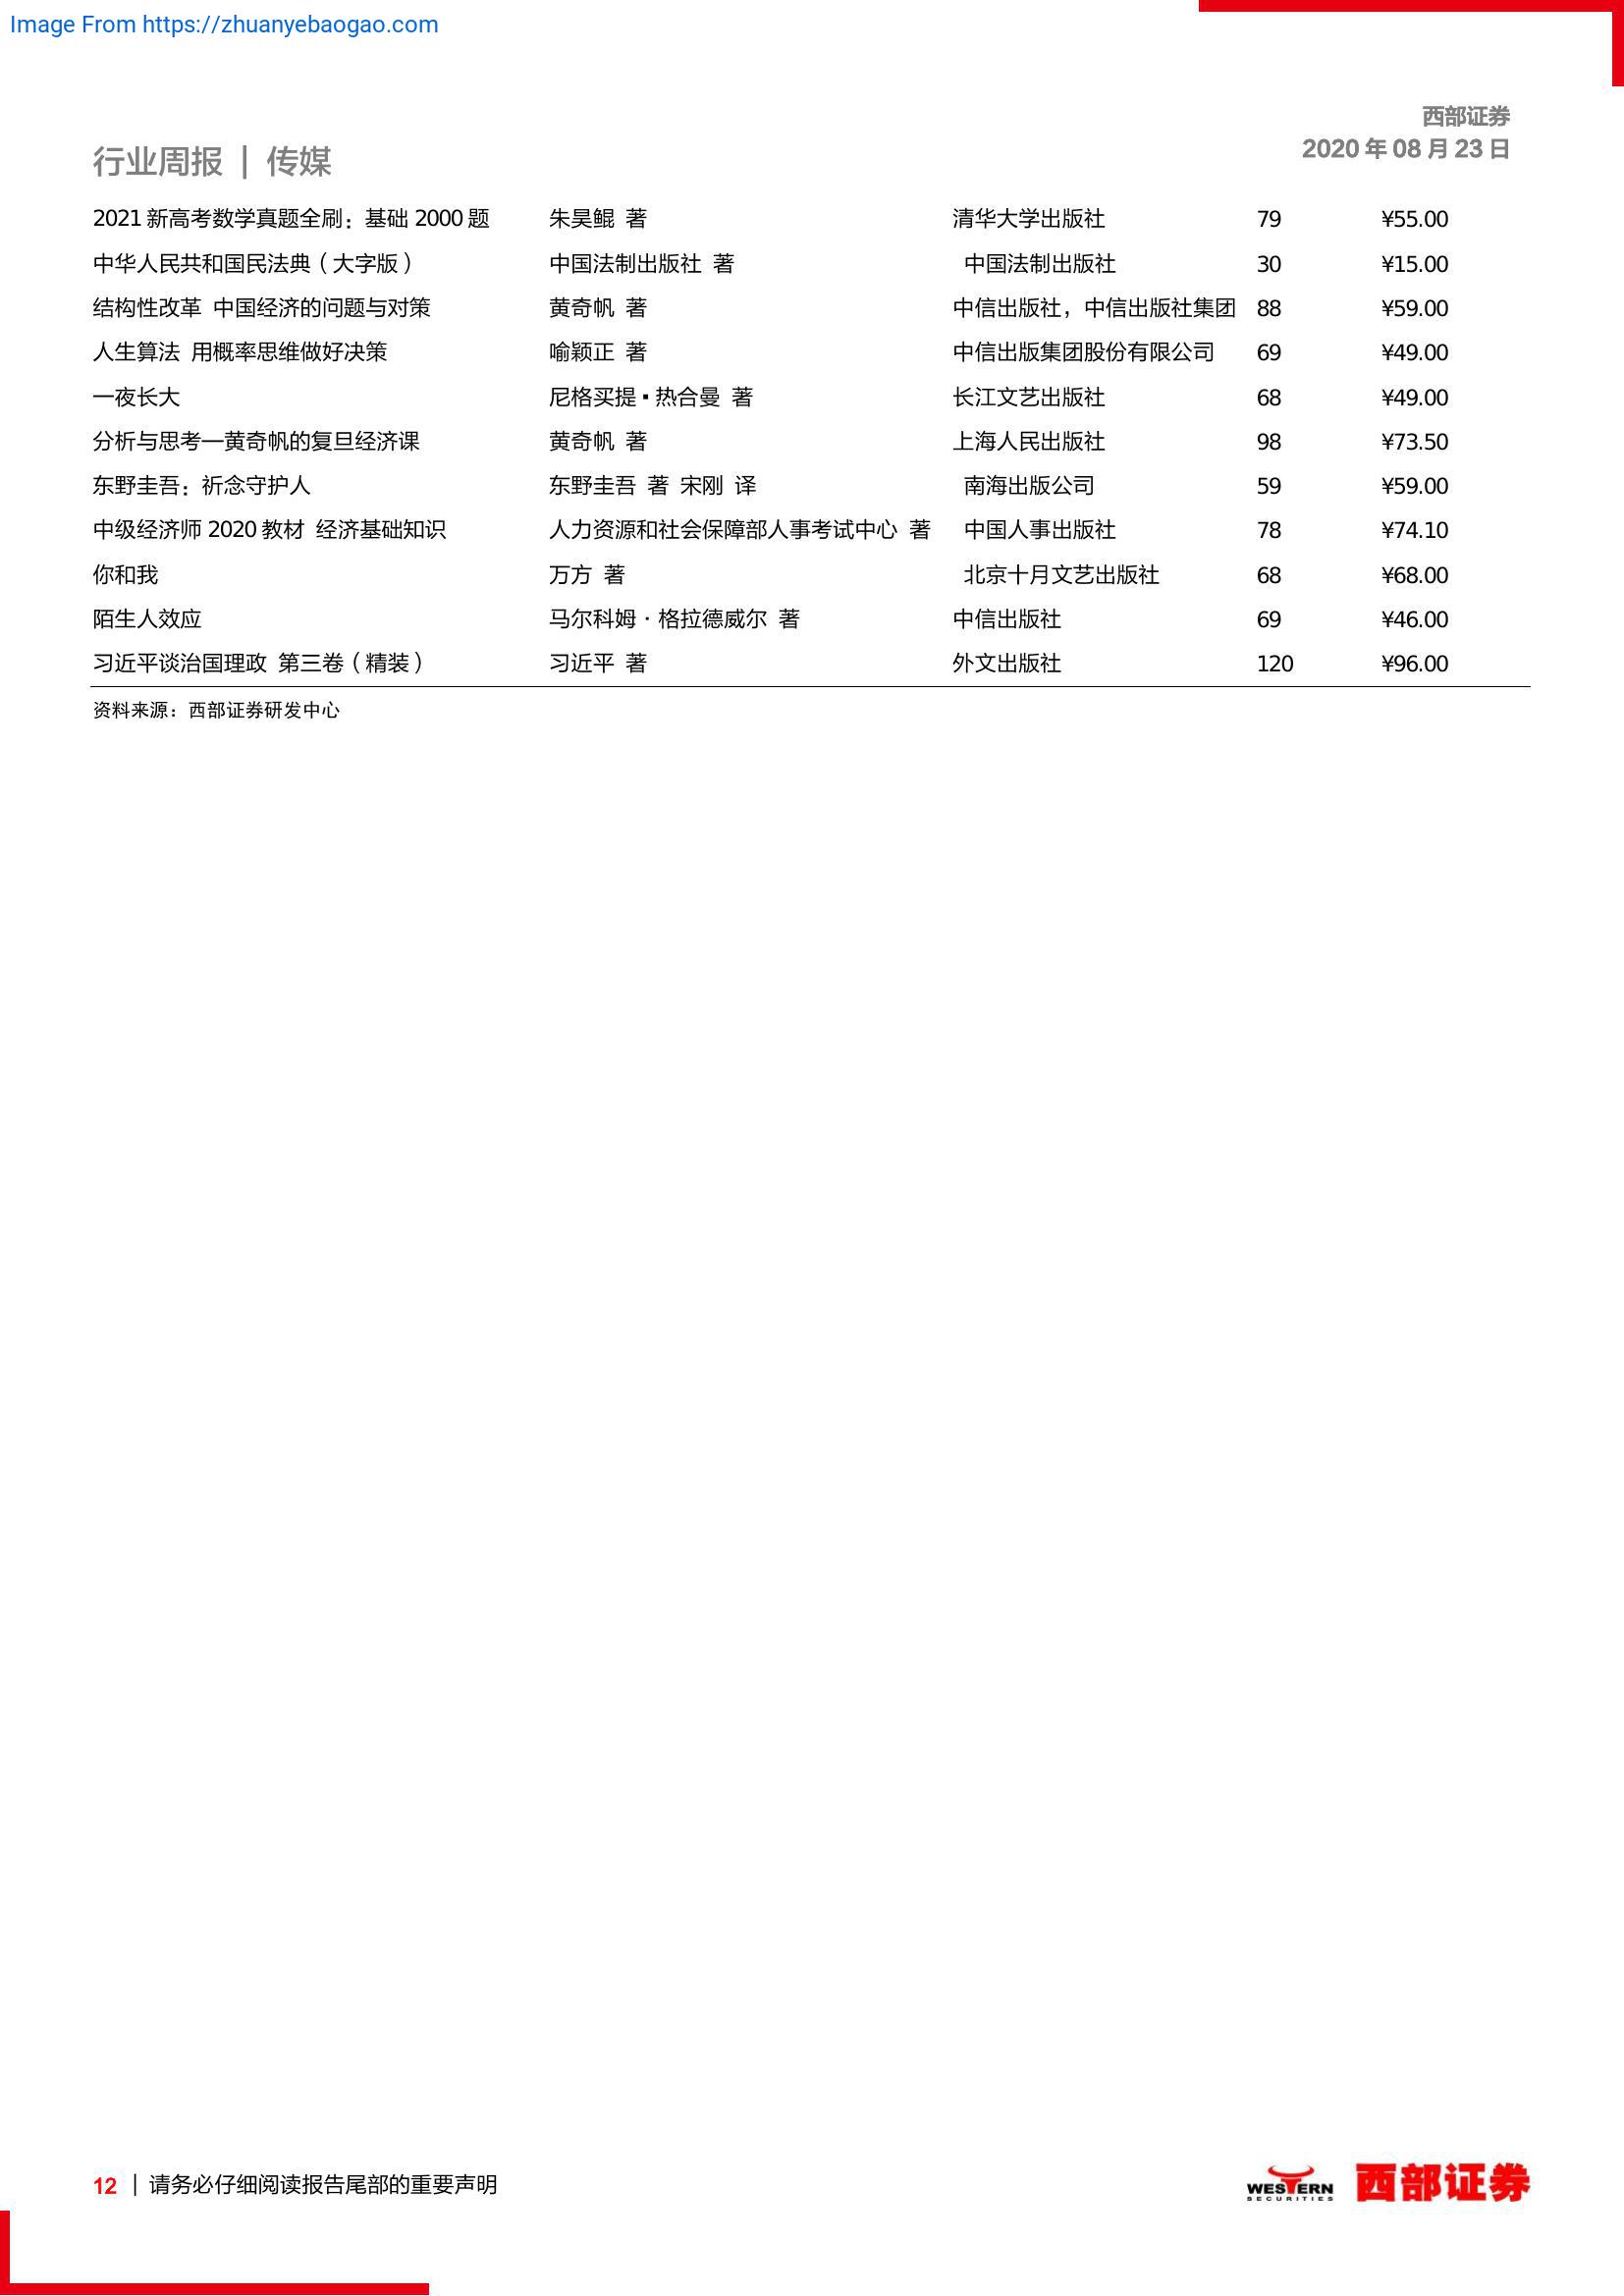 Image From https://zhuanyebaogao.com
西部证券
2020 年 08 月 23 日
行业周报 | 传媒
2021 新高考数学真题全刷：基础 2000 题 朱昊鲲 著 清华大学出版社 79 ¥55.00
中华人民共和国民法典（大字版） 中国法制出版社 著 中国法制出版社 30 ¥15.00
结构性改革 中国经济的问题与对策 黄奇帆 著 中信出版社，中信出版社集团 88 ¥59.00
人生算法 用概率思维做好决策 喻颖正 著 中信出版集团股份有限公司 69 ¥49.00
一夜长大 尼格买提▪热合曼 著 长江文艺出版社 68 ¥49.00
分析与思考—黄奇帆的复旦经济课 黄奇帆 著 上海人民出版社 98 ¥73.50
东野圭吾：祈念守护人 东野圭吾 著 宋刚 译 南海出版公司 59 ¥59.00
中级经济师 2020 教材 经济基础知识 人力资源和社会保障部人事考试中心 著 中国人事出版社 78 ¥74.10
你和我 万方 著 北京十月文艺出版社 68 ¥68.00
陌生人效应 马尔科姆·格拉德威尔 著 中信出版社 69 ¥46.00
习近平谈治国理政 第三卷（精装） 习近平 著 外文出版社 120 ¥96.00
资料来源：西部证券研发中心
12 | 请务必仔细阅读报告尾部的重要声明
WESTERN
SECURITIES
西部证券